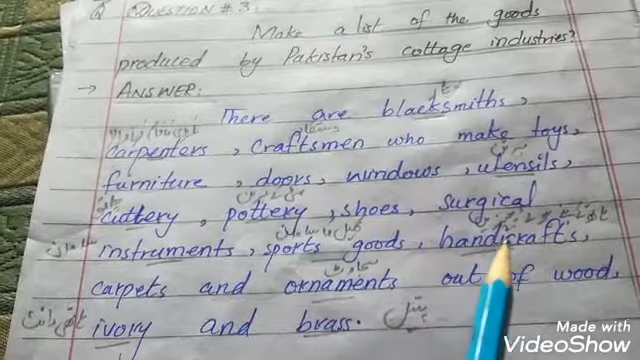 Q QUESTION # 3:
Make a list of the goods
produced by Pakistan's cottage industries?
→ ANSWER:
There are blacksmiths,
carpenters, craftsmen who make toys,
furniture, doors, windows, utensils,
cuttery, pottery, shoes, surgical
instruments, sports goods, handicrafts,
carpets and ornaments out of wood,
ivory and brass. پیتل
Made with
VideoShow